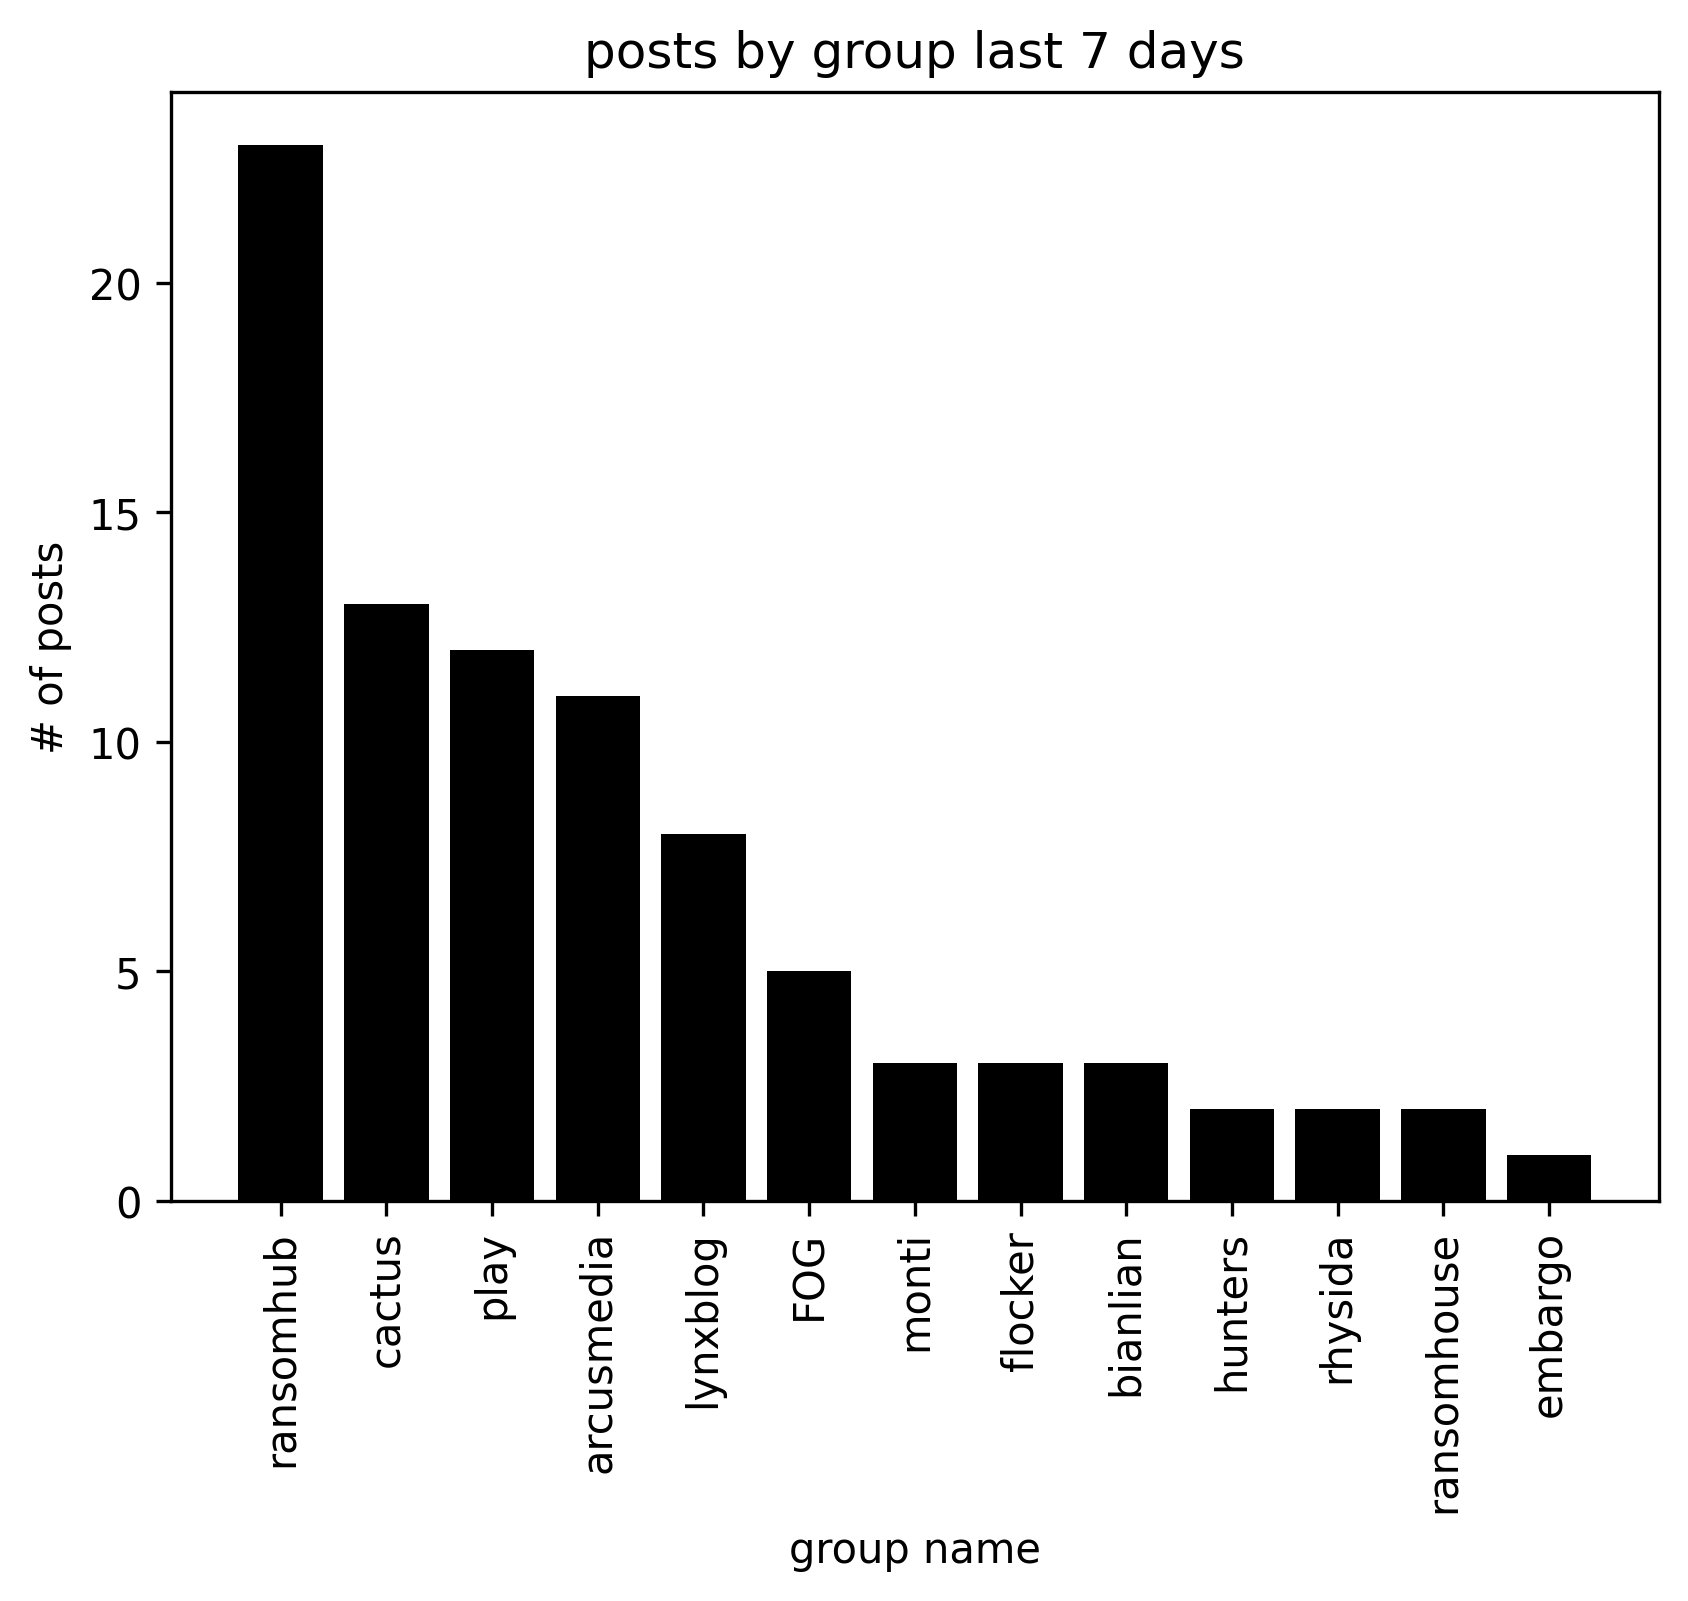 posts by group last 7 days
# of posts
20
15
10
5
0
ransomhub
cactus
play
arcusmedia
lynxblog
FOG
monti
flocker
bianlian
hunters
rhysida
ransomhouse
embargo
group name